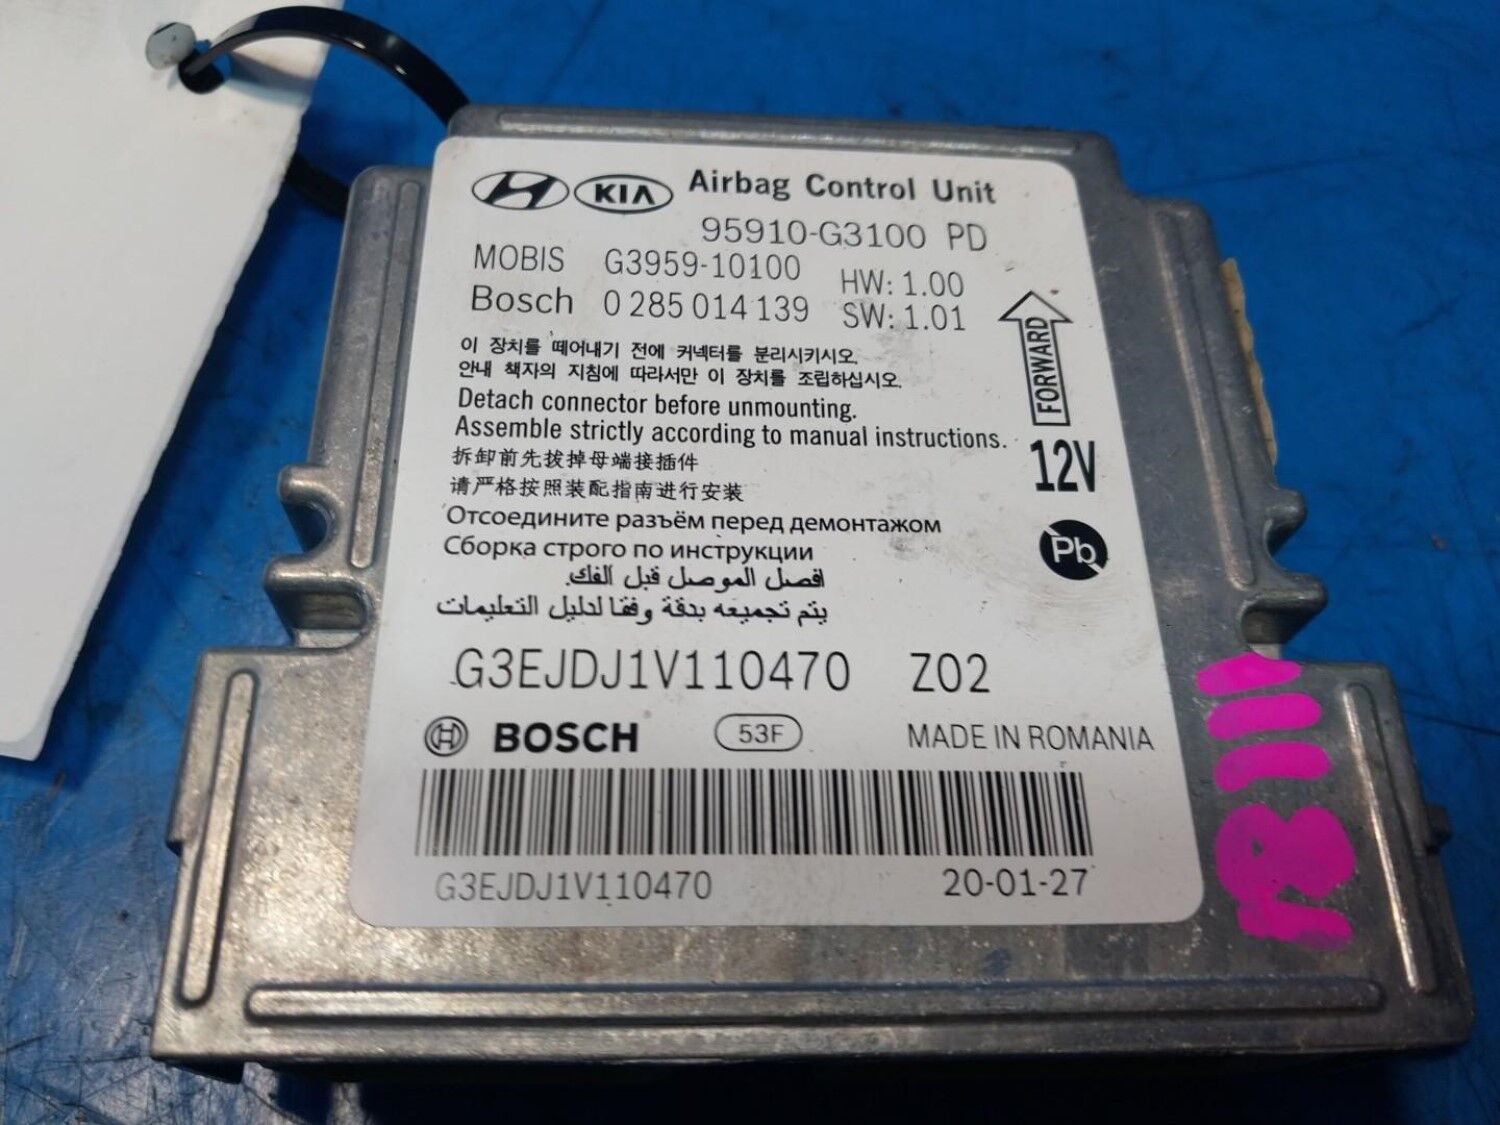 KIA Airbag Control Unit
95910-G3100 PD
MOBIS G3959-10100 HW: 1.00
Bosch 0 285 014 139 SW: 1.01
FORWARD
이 장치를 떼어내기 전에 커넥터를 분리시키시오.
안내 책자의 지침에 따라서만 이 장치를 조립하십시오.
Detach connector before unmounting.
Assemble strictly according to manual instructions.
12V
拆卸前先拔掉母端接插件
请严格按照装配指南进行安装
Отсоедините разъём перед демонтажом
Сборка строго по инструкции
Pb
افصل الموصل قبل الفك.
يتم تجميعه بدقة وفقا لدليل التعليمات
G3EJDJ1V110470 Z02
BOSCH 53F MADE IN ROMANIA
G3EJDJ1V110470 20-01-27